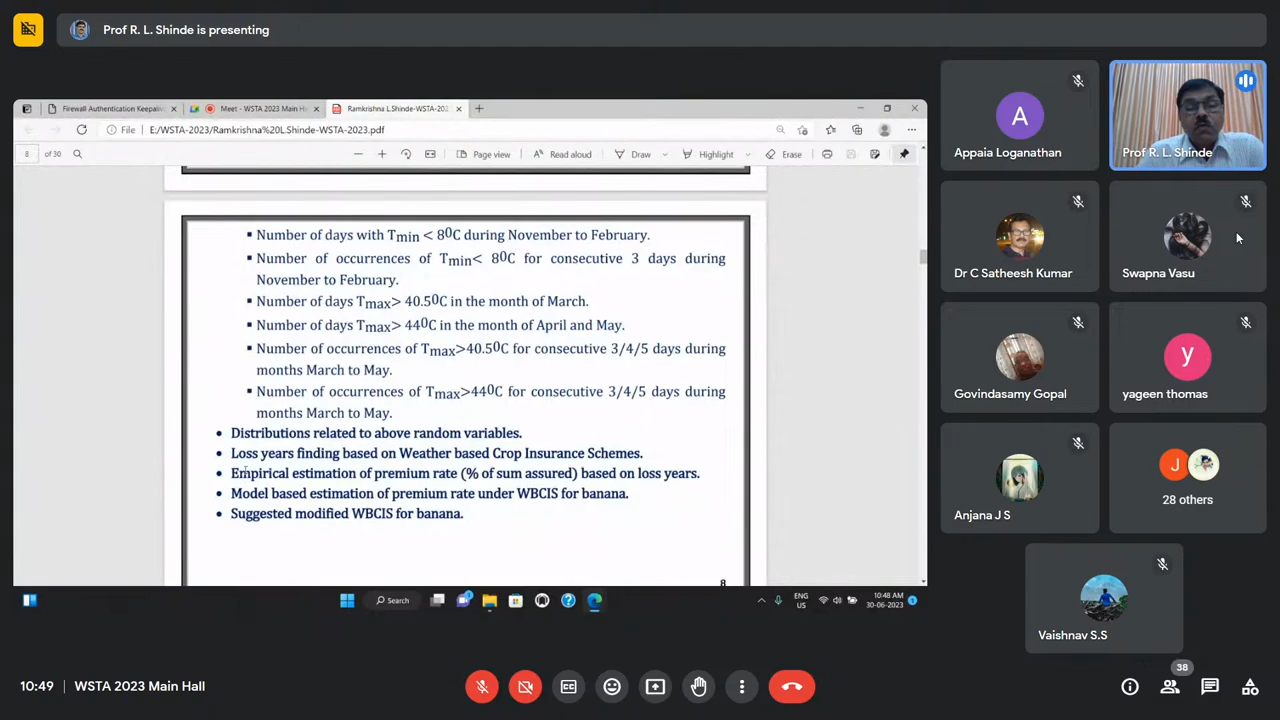 Prof R. L. Shinde is presenting
Firewall Authentication Keepaliv
Meet - WSTA 2023 Main H
Ramkrishna L.Shinde-WSTA-202
File
E:/WSTA-2023/Ramkrishna%20L.Shinde-WSTA-2023.pdf
8 of 30
Page view
Read aloud
Draw
Highlight
Erase
▪ Number of days with Tmin < 8⁰C during November to February.
▪ Number of occurrences of Tmin< 8⁰C for consecutive 3 days during
November to February.
▪ Number of days Tmax> 40.5⁰C in the month of March.
▪ Number of days Tmax> 44⁰C in the month of April and May.
▪ Number of occurrences of Tmax>40.5⁰C for consecutive 3/4/5 days during
months March to May.
▪ Number of occurrences of Tmax>44⁰C for consecutive 3/4/5 days during
months March to May.
• Distributions related to above random variables.
• Loss years finding based on Weather based Crop Insurance Schemes.
• Empirical estimation of premium rate (% of sum assured) based on loss years.
• Model based estimation of premium rate under WBCIS for banana.
• Suggested modified WBCIS for banana.
8
Search
ENG
US
10:48 AM
30-06-2023
A
Appaia Loganathan
Prof R. L. Shinde
Dr C Satheesh Kumar
Swapna Vasu
Govindasamy Gopal
y
yageen thomas
Anjana J S
J
28 others
Vaishnav S.S
10:49 | WSTA 2023 Main Hall
38